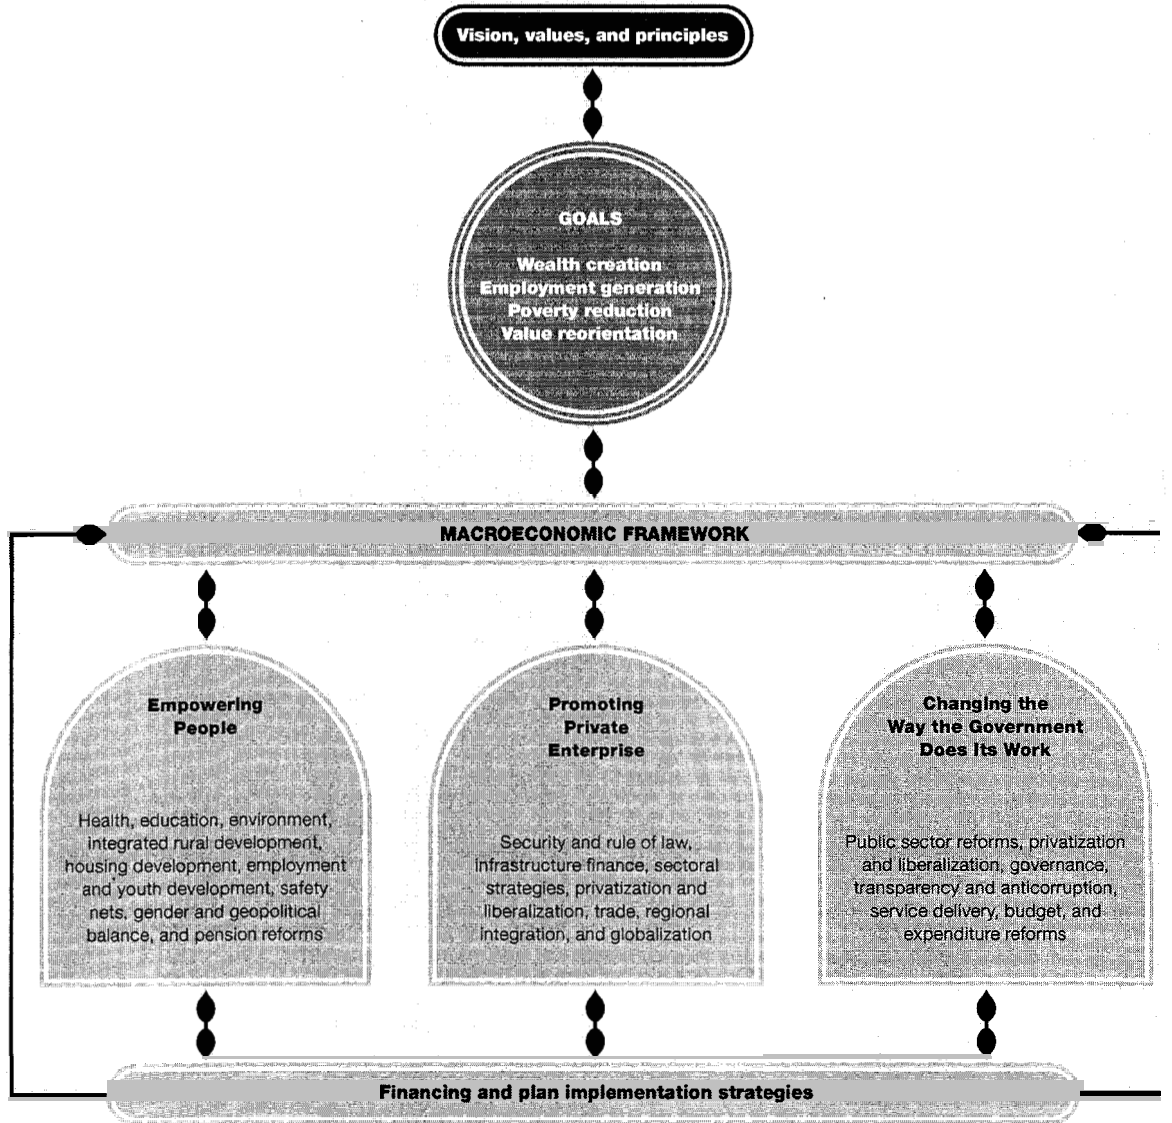 Vision, values, and principles
GOALS
Wealth creation
Employment generation
Poverty reduction
Value reorientation
MACROECONOMIC FRAMEWORK
Empowering
People
Health, education, environment,
integrated rural development,
housing development, employment
and youth development, safety
nets, gender and geopolitical
balance, and pension reforms
Promoting
Private
Enterprise
Security and rule of law,
infrastructure finance, sectoral
strategies, privatization and
liberalization, trade, regional
integration, and globalization
Changing the
Way the Government
Does Its Work
Public sector reforms, privatization
and liberalization, governance,
transparency and anticorruption,
service delivery, budget, and
expenditure reforms
Financing and plan implementation strategies